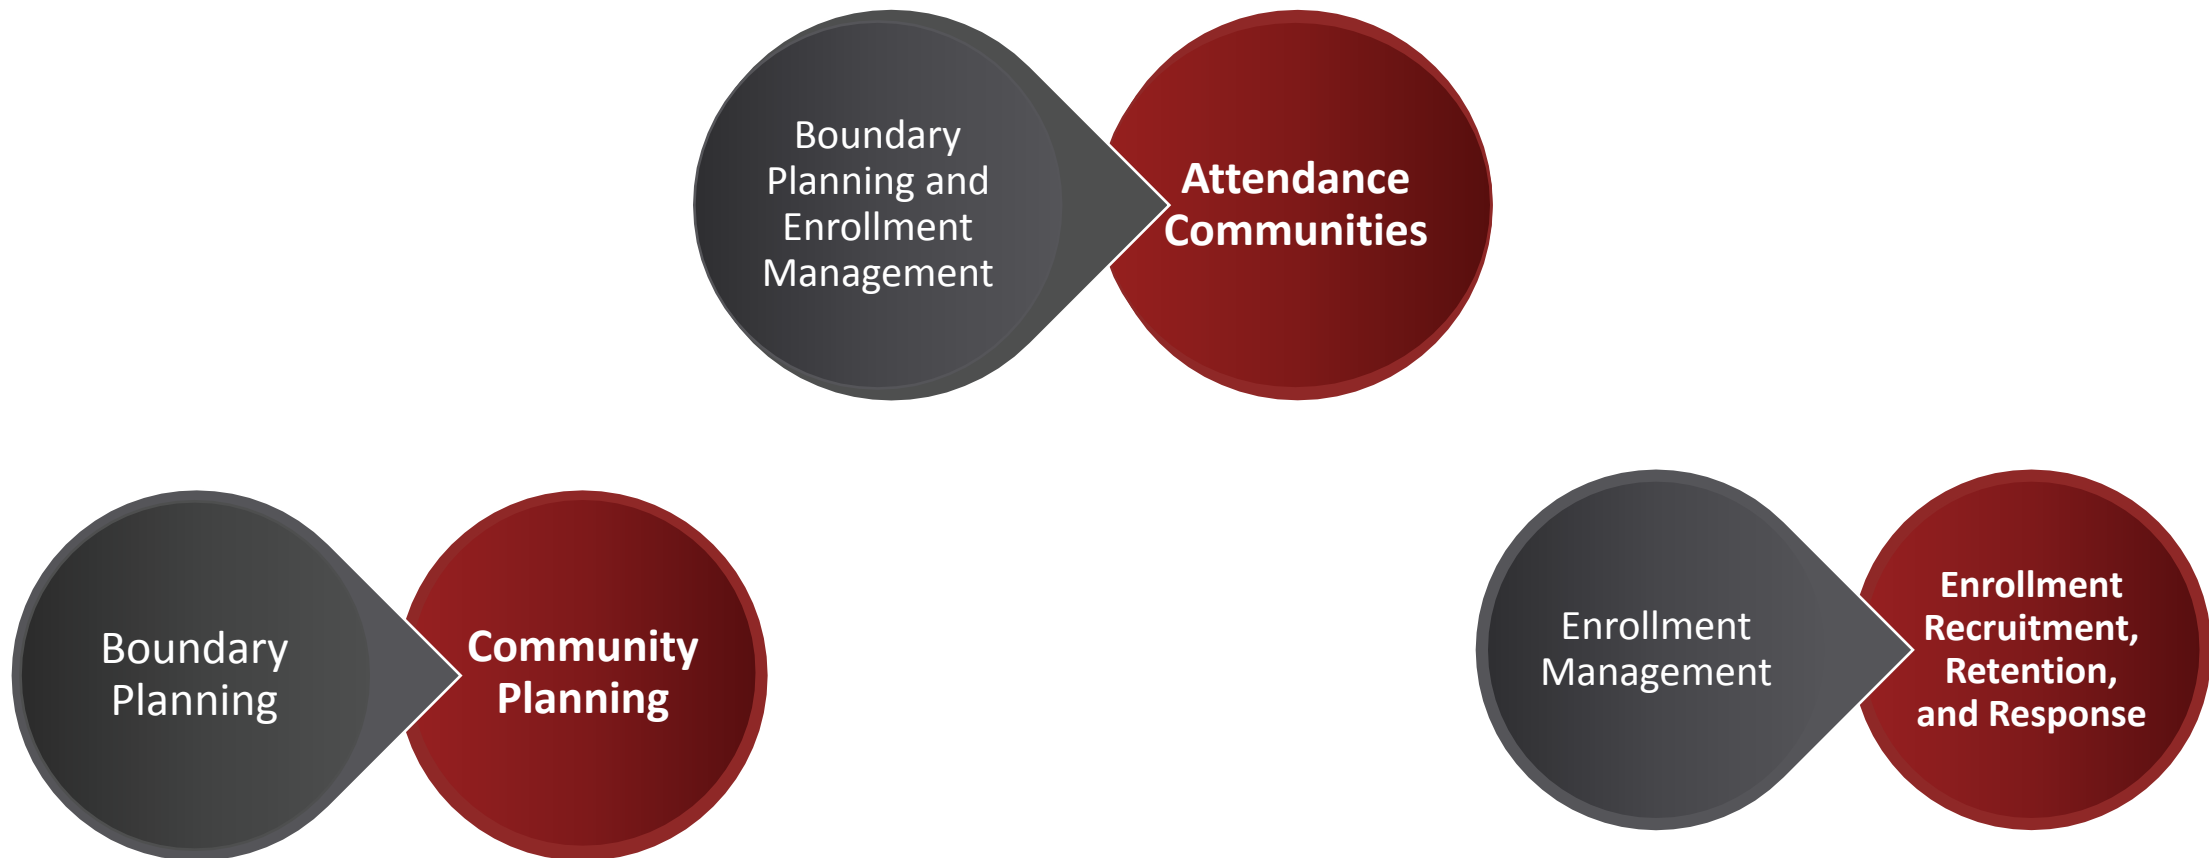 Boundary
Planning and
Enrollment
Management
Attendance
Communities
Boundary
Planning
Community
Planning
Enrollment
Management
Enrollment
Recruitment,
Retention,
and Response